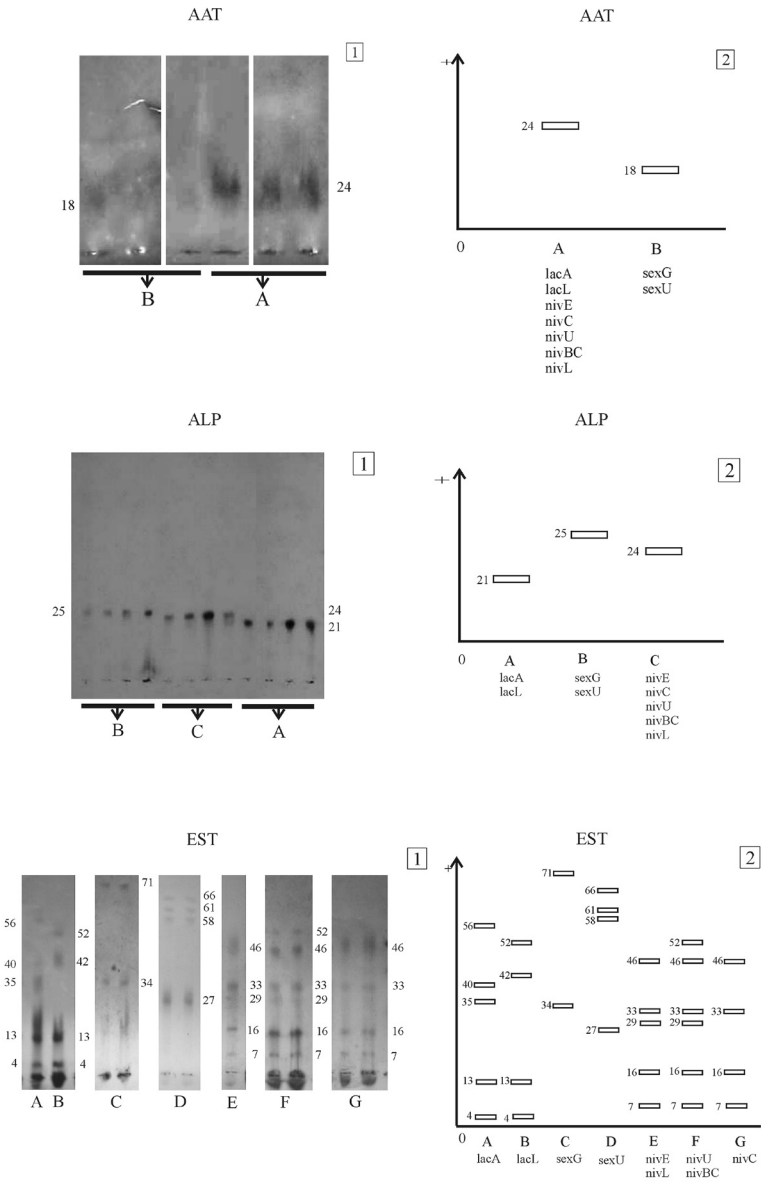 AAT
1
18
24
B
A
AAT
2
+
24
18
0
A
B
lacA
lacL
nivE
nivC
nivU
nivBC
nivL
sexG
sexU
ALP
1
25
24
21
B
C
A
ALP
2
+
21
25
24
0
A
B
C
lacA
lacL
sexG
sexU
nivE
nivC
nivU
nivBC
nivL
EST
1
56
40
35
13
4
52
42
13
4
71
34
66
61
58
27
46
33
29
16
7
52
46
33
29
16
7
46
33
16
7
A B C D E F G
EST
2
+
71
66
61
58
56
52
52
46
46
46
42
40
35
34
33
33
33
29
29
27
16
16
16
13
13
7
7
7
4
4
0
A B C D E F G
lacA lacL sexG sexU nivE nivU nivC
nivL nivBC